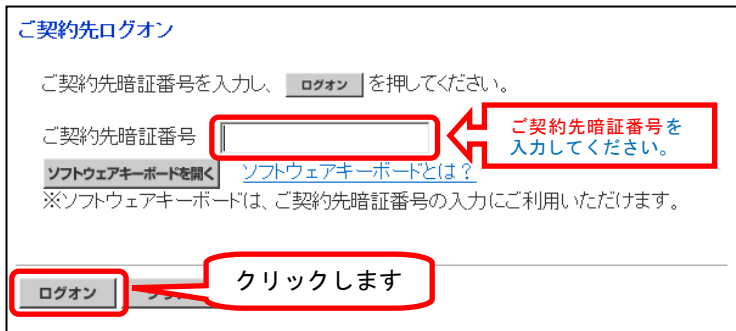 ご契約先ログオン
ご契約先暗証番号を入力し、 ログオン を押してください。
ご契約先暗証番号
ご契約先暗証番号を
入力してください。
ソフトウェアキーボードを開く ソフトウェアキーボードとは?
※ソフトウェアキーボードは、ご契約先暗証番号の入力にご利用いただけます。
クリックします
ログオン